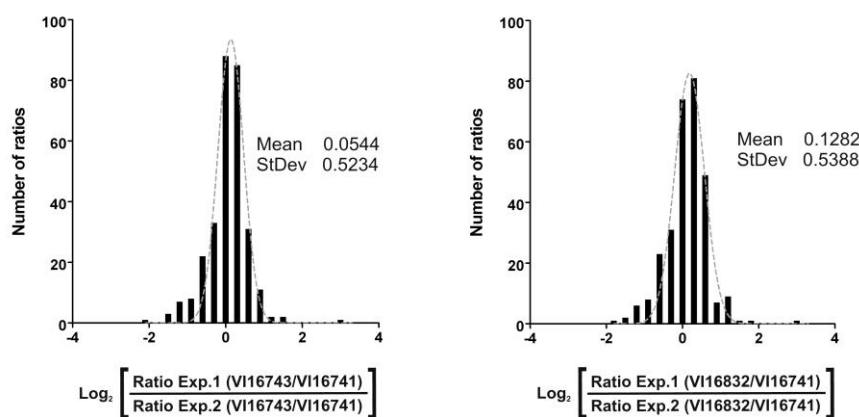 100
80
60
40
20
0
Number of ratios
Mean 0.0544
StDev 0.5234
-4 -2 0 2 4
Log₂ [ Ratio Exp.1 (VI16743/VI16741)
Ratio Exp.2 (VI16743/VI16741) ]
100
80
60
40
20
0
Number of ratios
Mean 0.1282
StDev 0.5388
-4 -2 0 2 4
Log₂ [ Ratio Exp.1 (VI16832/VI16741)
Ratio Exp.2 (VI16832/VI16741) ]